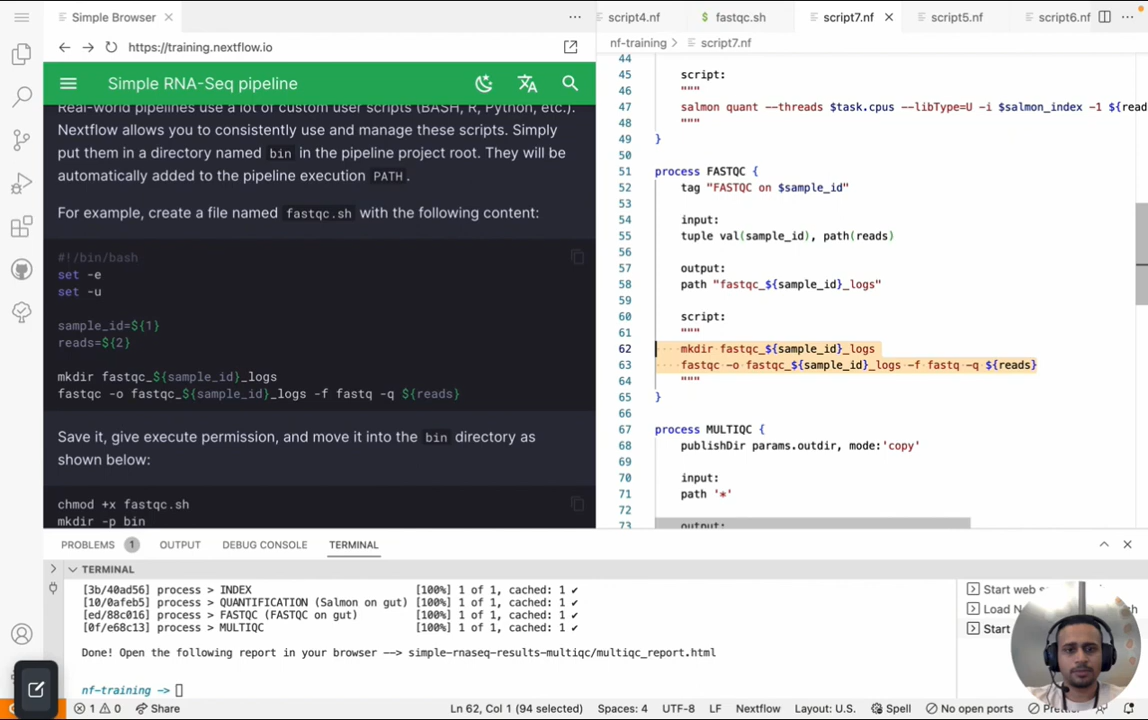 Simple Browser
https://training.nextflow.io
Simple RNA-Seq pipeline
Real-world pipelines use a lot of custom user scripts (BASH, R, Python, etc.).
Nextflow allows you to consistently use and manage these scripts. Simply
put them in a directory named bin in the pipeline project root. They will be
automatically added to the pipeline execution PATH.
For example, create a file named fastqc.sh with the following content:
#!/bin/bash
set -e
set -u
sample_id=${1}
reads=${2}
mkdir fastqc_${sample_id}_logs
fastqc -o fastqc_${sample_id}_logs -f fastq -q ${reads}
Save it, give execute permission, and move it into the bin directory as
shown below:
chmod +x fastqc.sh
mkdir -p bin
script4.nf
$ fastqc.sh
script7.nf
script5.nf
script6.nf
nf-training > script7.nf
44
45 script:
46 """
47 salmon quant --threads $task.cpus --libType=U -i $salmon_index -1 ${read
48 """
49 }
50
51 process FASTQC {
52 tag "FASTQC on $sample_id"
53
54 input:
55 tuple val(sample_id), path(reads)
56
57 output:
58 path "fastqc_${sample_id}_logs"
59
60 script:
61 """
62 mkdir fastqc_${sample_id}_logs
63 fastqc -o fastqc_${sample_id}_logs -f fastq -q ${reads}
64 """
65 }
66
67 process MULTIQC {
68 publishDir params.outdir, mode:'copy'
69
70 input:
71 path '*'
72
73 output:
PROBLEMS 1 OUTPUT DEBUG CONSOLE TERMINAL
TERMINAL
[3b/40ad56] process > INDEX [100%] 1 of 1, cached: 1 ✔
[10/0afeb5] process > QUANTIFICATION (Salmon on gut) [100%] 1 of 1, cached: 1 ✔
[ed/88c016] process > FASTQC (FASTQC on gut) [100%] 1 of 1, cached: 1 ✔
[0f/e68c13] process > MULTIQC [100%] 1 of 1, cached: 1 ✔
Done! Open the following report in your browser --> simple-rnaseq-results-multiqc/multiqc_report.html
nf-training ->
Start web s
Load N
Start
1 0 Share
Ln 62, Col 1 (94 selected)
Spaces: 4
UTF-8
LF
Nextflow
Layout: U.S.
Spell
No open ports